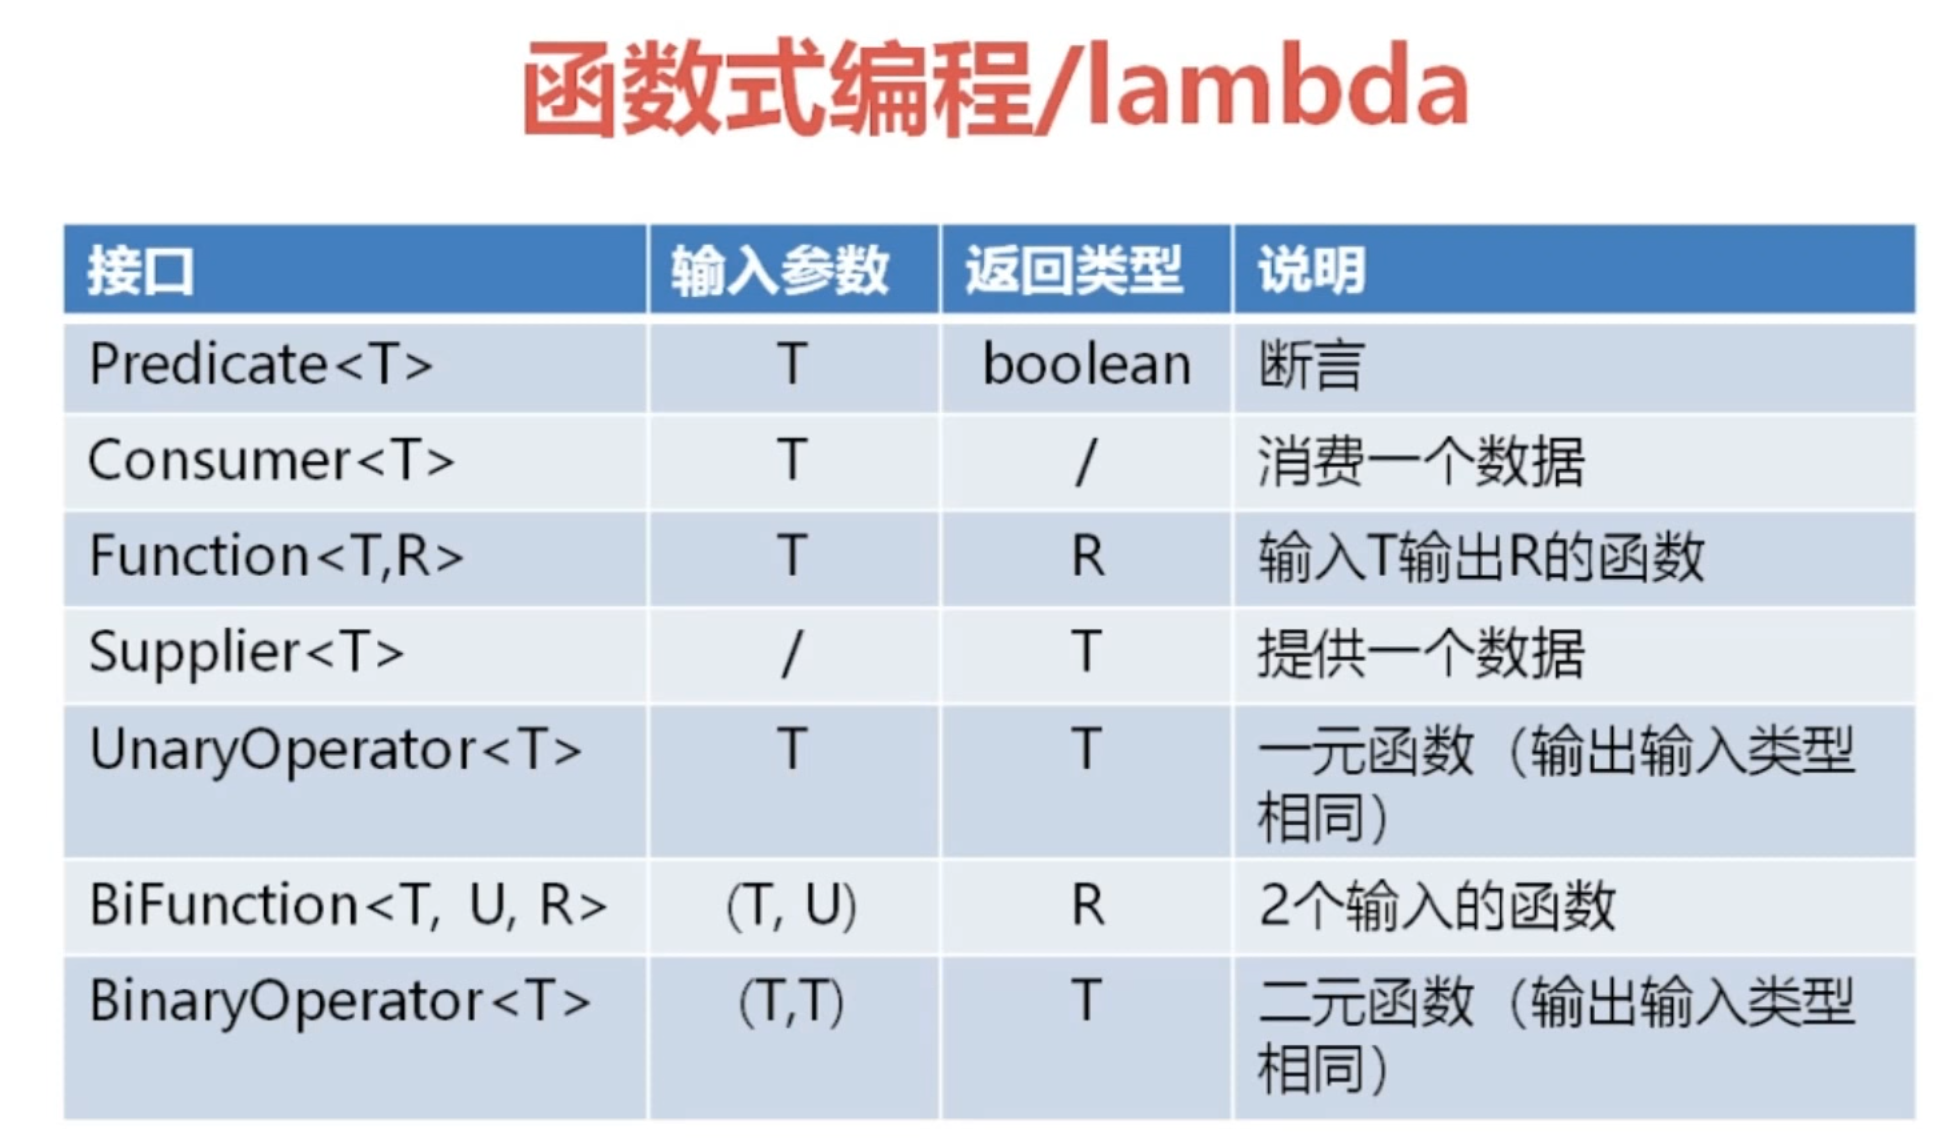 函数式编程/lambda
接口 输入参数 返回类型 说明
Predicate<T> T boolean 断言
Consumer<T> T / 消费一个数据
Function<T,R> T R 输入T输出R的函数
Supplier<T> / T 提供一个数据
UnaryOperator<T> T T 一元函数（输出输入类型
相同）
BiFunction<T, U, R> (T, U) R 2个输入的函数
BinaryOperator<T> (T,T) T 二元函数（输出输入类型
相同）